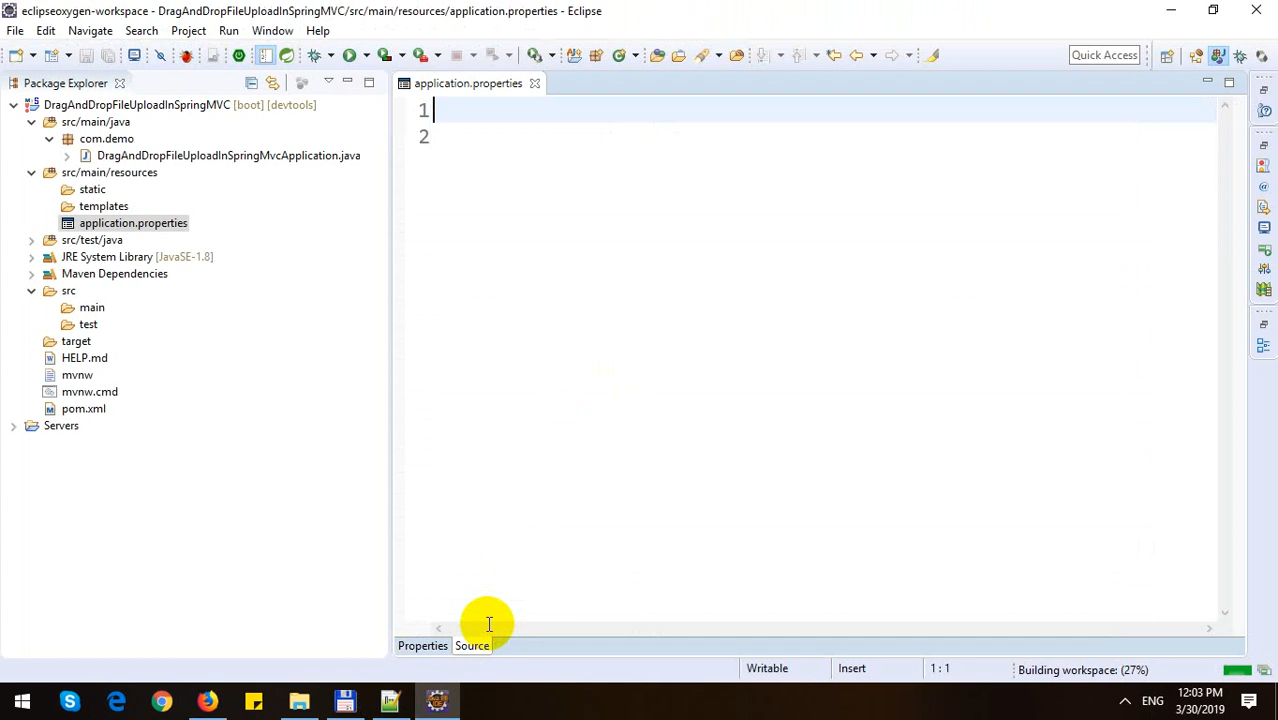 eclipseoxygen-workspace - DragAndDropFileUploadInSpringMVC/src/main/resources/application.properties - Eclipse
File Edit Navigate Search Project Run Window Help
Quick Access
Package Explorer
application.properties
DragAndDropFileUploadInSpringMVC [boot] [devtools]
src/main/java
com.demo
DragAndDropFileUploadInSpringMvcApplication.java
src/main/resources
static
templates
application.properties
src/test/java
JRE System Library [JavaSE-1.8]
Maven Dependencies
src
main
test
target
HELP.md
mvnw
mvnw.cmd
pom.xml
Servers
1
2
Properties Source
Writable Insert 1 : 1 Building workspace: (27%)
ENG
12:03 PM
3/30/2019